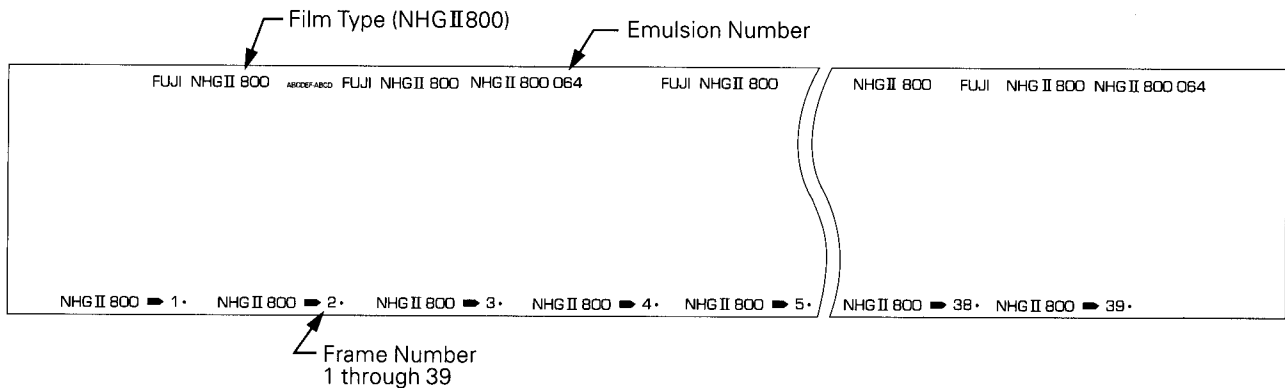 Film Type (NHGⅡ800)
Emulsion Number
FUJI NHGⅡ 800 ABCDEF-ABCD FUJI NHGⅡ 800 NHGⅡ 800 064 FUJI NHGⅡ 800 NHGⅡ 800 FUJI NHGⅡ 800 NHGⅡ 800 064
NHGⅡ 800 ➡ 1· NHGⅡ 800 ➡ 2· NHGⅡ 800 ➡ 3· NHGⅡ 800 ➡ 4· NHGⅡ 800 ➡ 5· NHGⅡ 800 ➡ 38· NHGⅡ 800 ➡ 39·
Frame Number
1 through 39